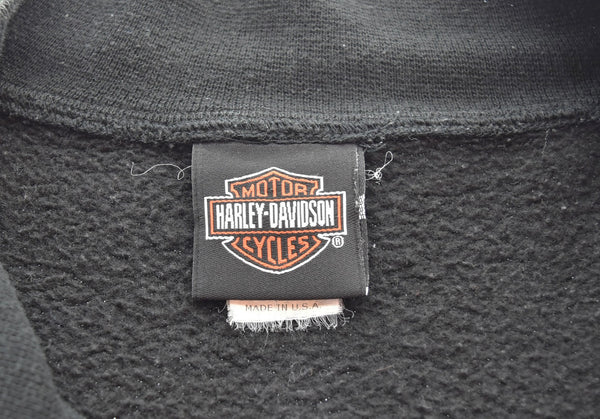 MOTOR
HARLEY-DAVIDSON
CYCLES ®
MADE IN U.S.A.